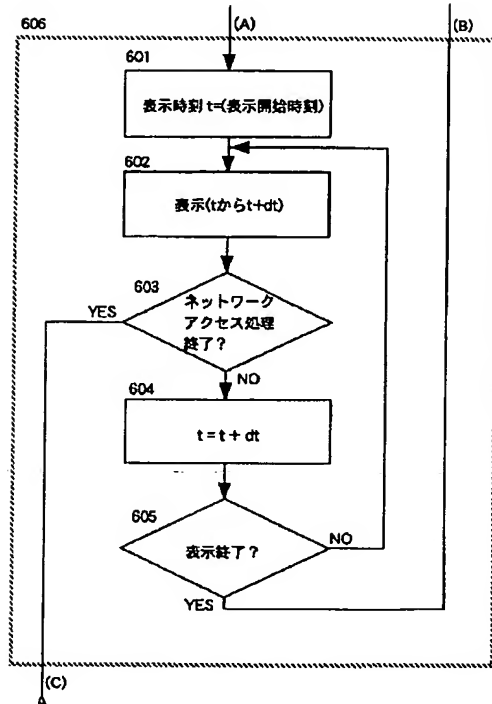 606
(A)
(B)
601
表示時刻 t=(表示開始時刻)
602
表示(tからt+dt)
603
YES
ネットワーク
アクセス処理
終了?
NO
604
t = t + dt
605
表示終了?
NO
YES
(C)